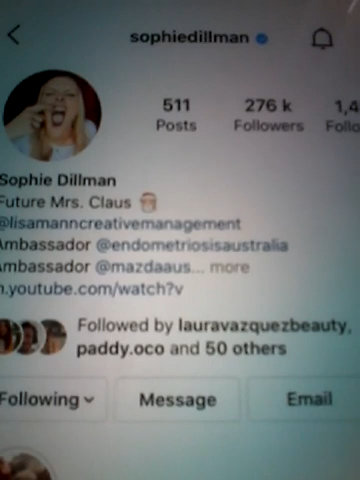 sophiedillman
511
276 k
1,4
Posts
Followers
Follo
Sophie Dillman
Future Mrs. Claus 🎅🏼
@lisamanncreativemanagement
Ambassador @endometriosisaustralia
Ambassador @mazdaaus... more
n.youtube.com/watch?v
Followed by lauravazquezbeauty,
paddy.oco and 50 others
Following
Message
Email